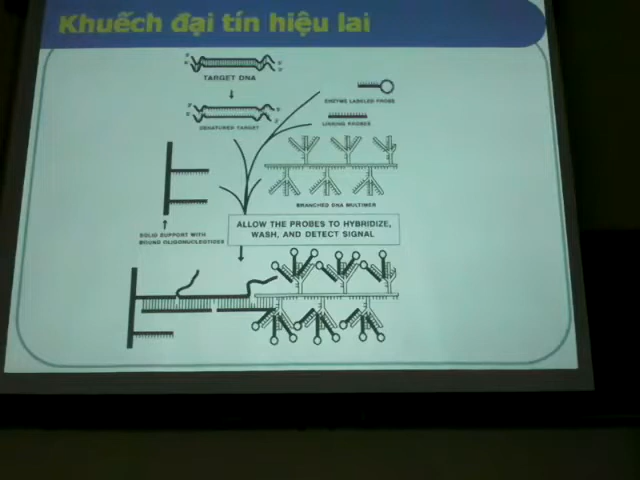 Khuếch đại tín hiệu lai
TARGET DNA
ENZYME LABELED PROBE
DENATURED TARGET
LINKING PROBES
BRANCHED DNA MULTIMER
SOLID SUPPORT WITH
BOUND OLIGONUCLEOTIDES
ALLOW THE PROBES TO HYBRIDIZE,
WASH, AND DETECT SIGNAL